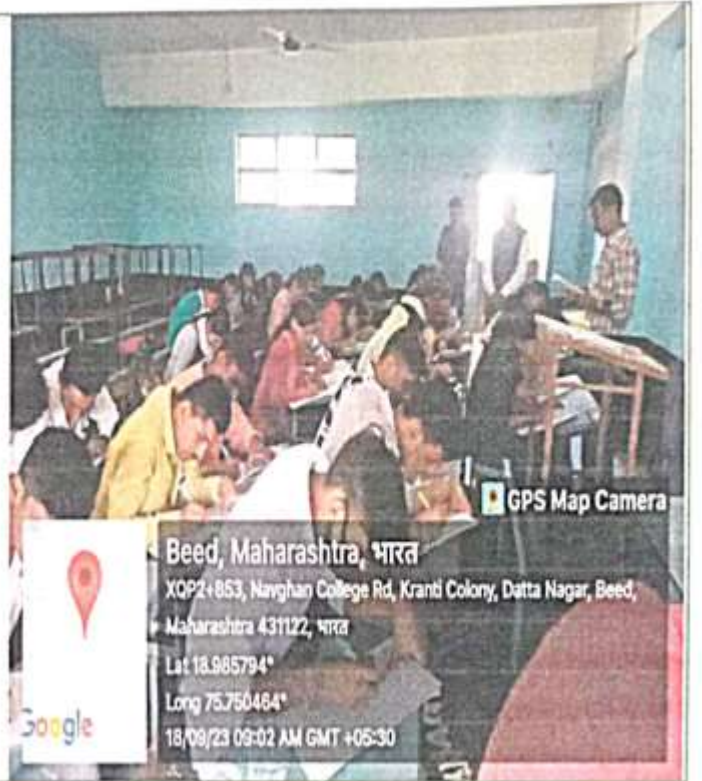 GPS Map Camera
Beed, Maharashtra, भारत
XQP2+853, Navghan College Rd, Kranti Colony, Datta Nagar, Beed,
Maharashtra 431122, भारत
Lat 18.985794°
Long 75.750464°
18/09/23 09:02 AM GMT +05:30
Google